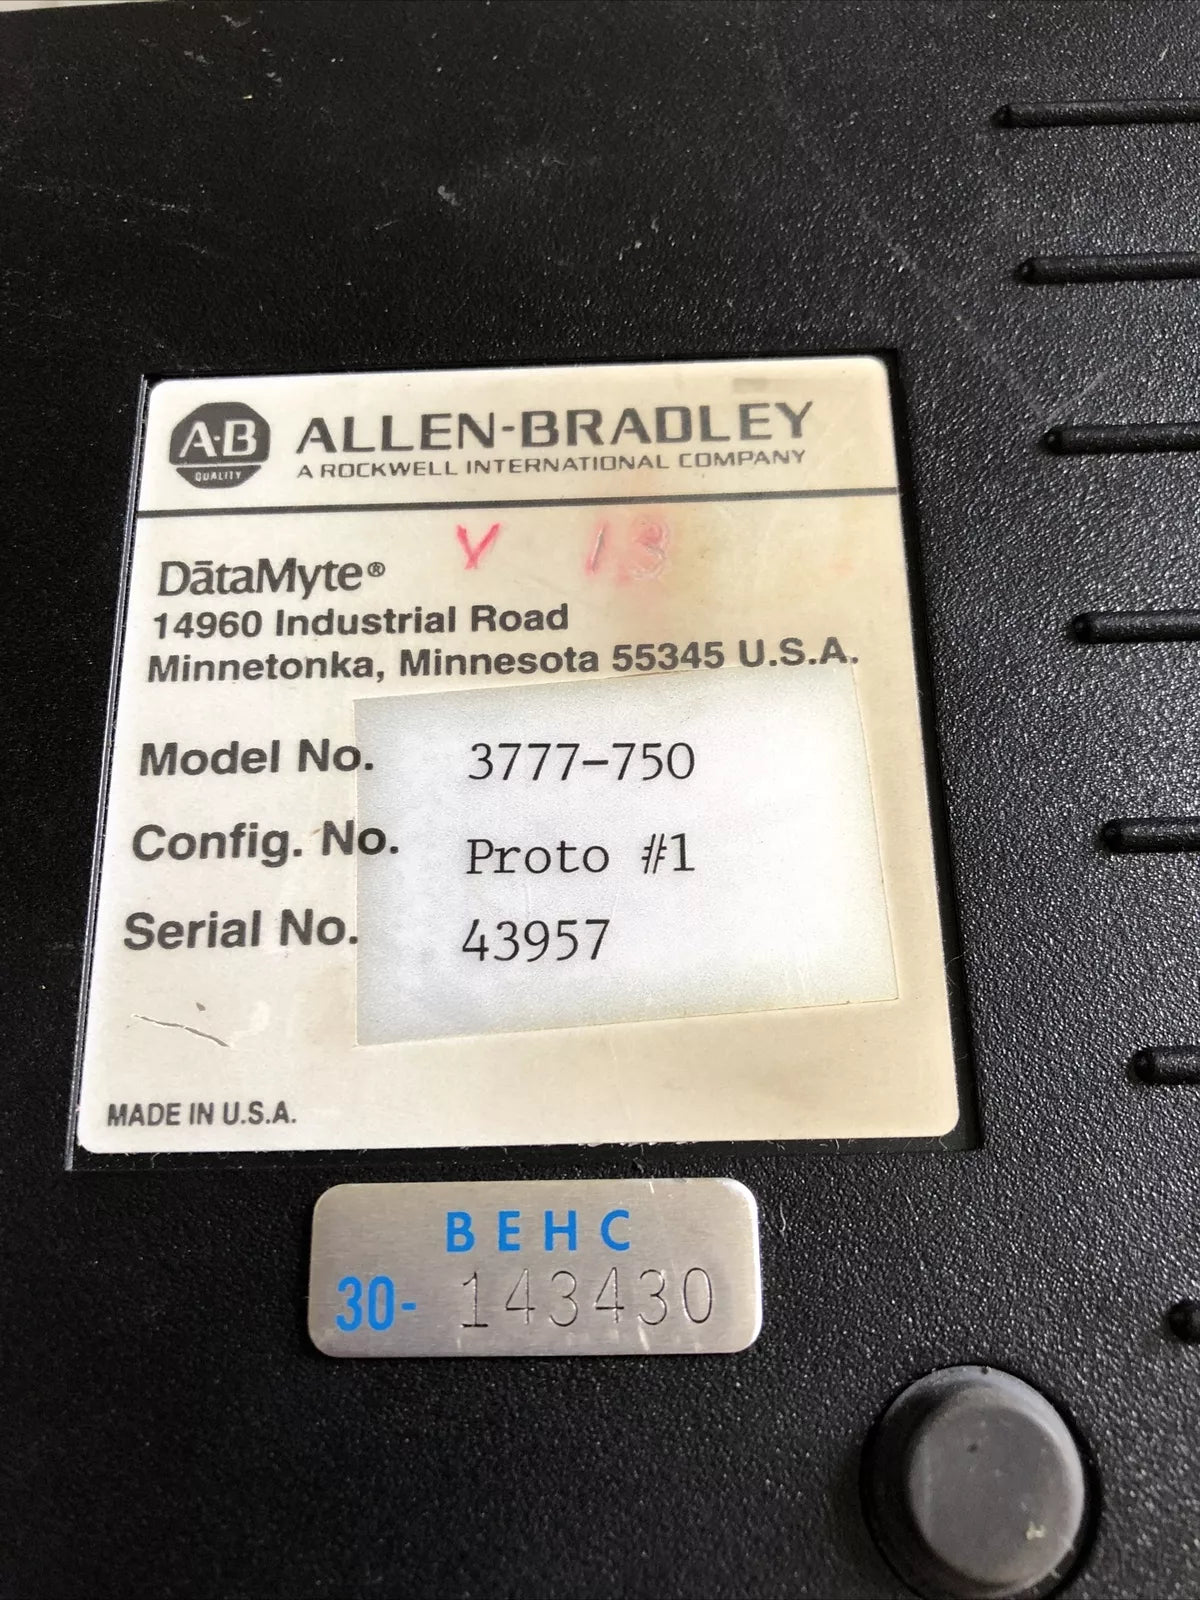 A·B
QUALITY
ALLEN-BRADLEY
A ROCKWELL INTERNATIONAL COMPANY
Y 13
DātaMyte®
14960 Industrial Road
Minnetonka, Minnesota 55345 U.S.A.
Model No. 3777-750
Config. No. Proto #1
Serial No. 43957
MADE IN U.S.A.
BEHC
30- 143430